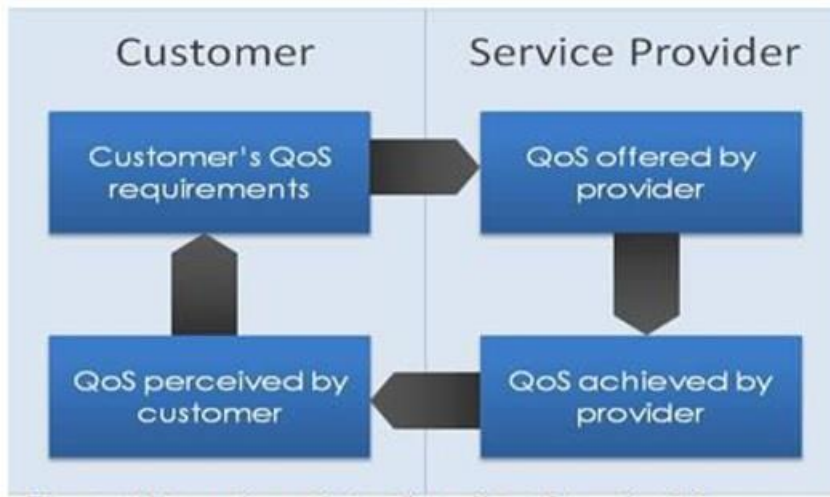 Customer
Service Provider
Customer's QoS
requirements
QoS offered by
provider
QoS perceived by
customer
QoS achieved by
provider